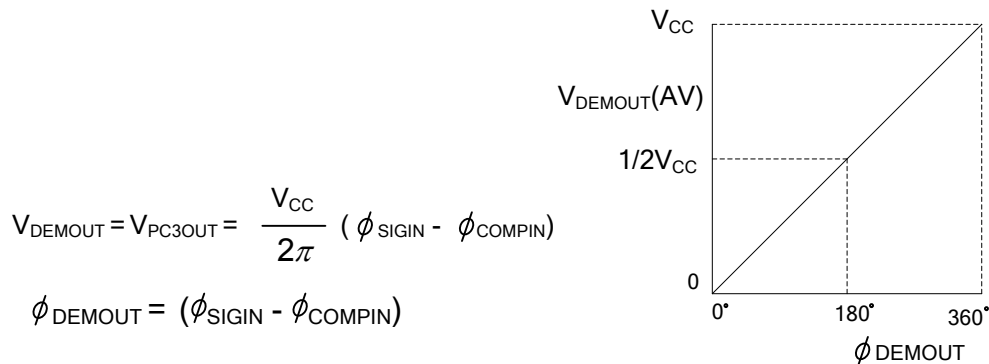 V_CC
V_DEMOUT(AV)
1/2V_CC
0
0° 180° 360°
ϕ_DEMOUT
V_DEMOUT = V_PC3OUT = V_CC / 2π (ϕ_SIGIN - ϕ_COMPIN)
ϕ_DEMOUT = (ϕ_SIGIN - ϕ_COMPIN)